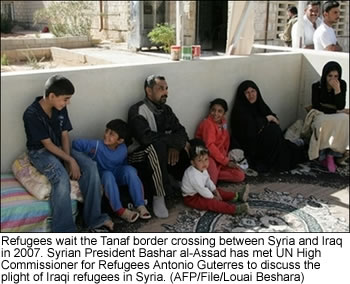 Refugees wait the Tanaf border crossing between Syria and Iraq
in 2007. Syrian President Bashar al-Assad has met UN High
Commissioner for Refugees Antonio Guterres to discuss the
plight of Iraqi refugees in Syria. (AFP/File/Louai Beshara)